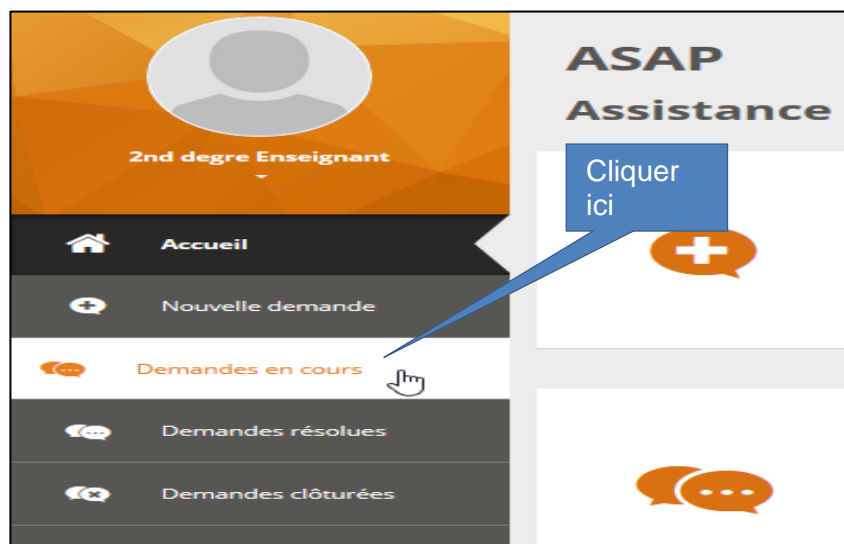 2nd degre Enseignant
Accueil
Nouvelle demande
Demandes en cours
Demandes résolues
Demandes clôturées
ASAP
Assistance
Cliquer
ici